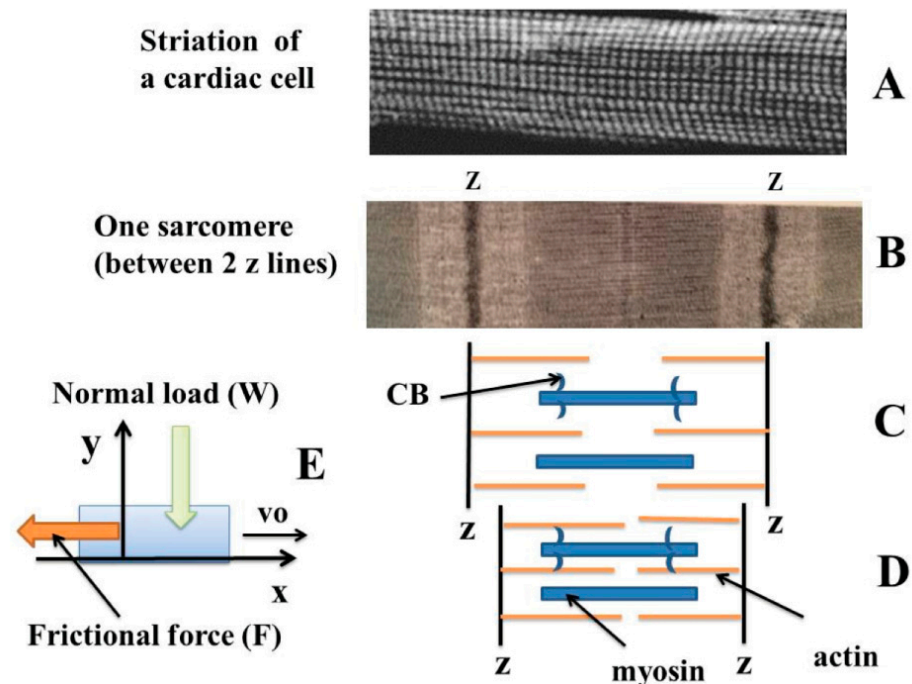 Striation of
a cardiac cell
A
z z
One sarcomere
(between 2 z lines)
B
CB
C
z z
Normal load (W)
y
E
vo
x
Frictional force (F)
D
z z
myosin
actin